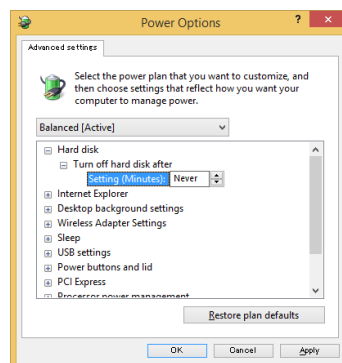 Power Options
?
Advanced settings
Select the power plan that you want to customize, and
then choose settings that reflect how you want your
computer to manage power.
Balanced [Active]
Hard disk
Turn off hard disk after
Setting (Minutes): Never
Internet Explorer
Desktop background settings
Wireless Adapter Settings
Sleep
USB settings
Power buttons and lid
PCI Express
Processor power management
Restore plan defaults
OK Cancel Apply